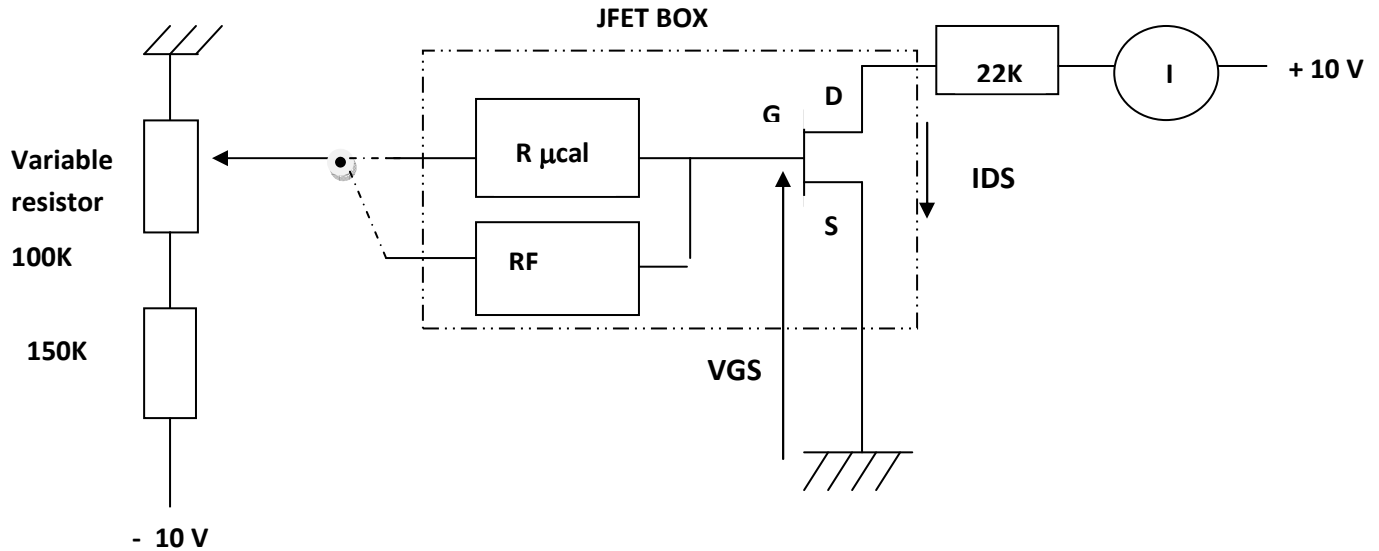 JFET BOX
22K
I
+ 10 V
D
G
R μcal
Variable
resistor
IDS
S
100K
RF
150K
VGS
- 10 V